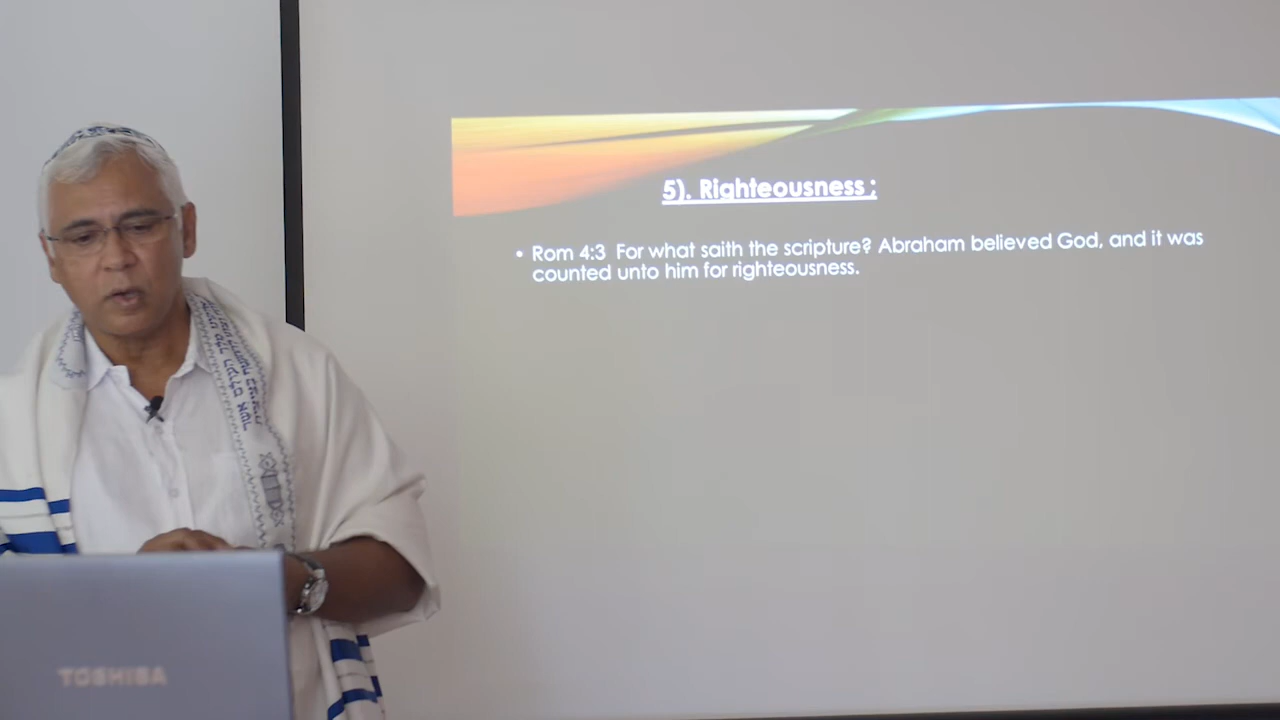 5). Righteousness :
• Rom 4:3 For what saith the scripture? Abraham believed God, and it was
counted unto him for righteousness.
TOSHIBA